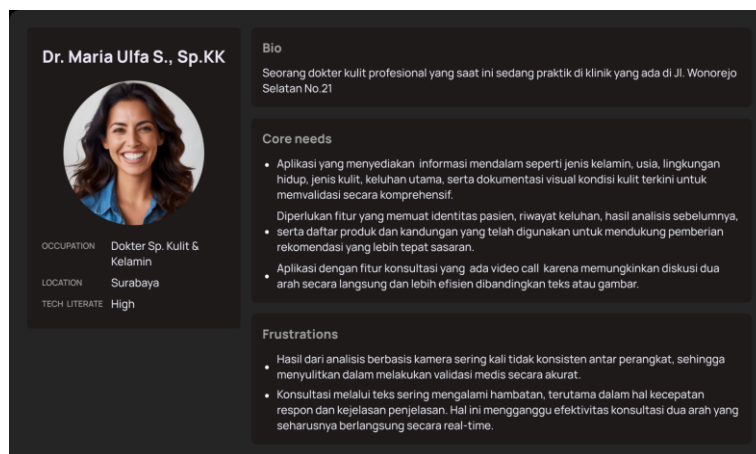 Dr. Maria Ulfa S., Sp.KK
OCCUPATION Dokter Sp. Kulit &
Kelamin
LOCATION Surabaya
TECH LITERATE High
Bio
Seorang dokter kulit profesional yang saat ini sedang praktik di klinik yang ada di Jl. Wonorejo
Selatan No.21
Core needs
• Aplikasi yang menyediakan informasi mendalam seperti jenis kelamin, usia, lingkungan
hidup, jenis kulit, keluhan utama, serta dokumentasi visual kondisi kulit terkini untuk
memvalidasi secara komprehensif.
Diperlukan fitur yang memuat identitas pasien, riwayat keluhan, hasil analisis sebelumnya,
• serta daftar produk dan kandungan yang telah digunakan untuk mendukung pemberian
rekomendasi yang lebih tepat sasaran.
• Aplikasi dengan fitur konsultasi yang ada video call karena memungkinkan diskusi dua
arah secara langsung dan lebih efisien dibandingkan teks atau gambar.
Frustrations
• Hasil dari analisis berbasis kamera sering kali tidak konsisten antar perangkat, sehingga
menyulitkan dalam melakukan validasi medis secara akurat.
• Konsultasi melalui teks sering mengalami hambatan, terutama dalam hal kecepatan
respon dan kejelasan penjelasan. Hal ini mengganggu efektivitas konsultasi dua arah yang
seharusnya berlangsung secara real-time.